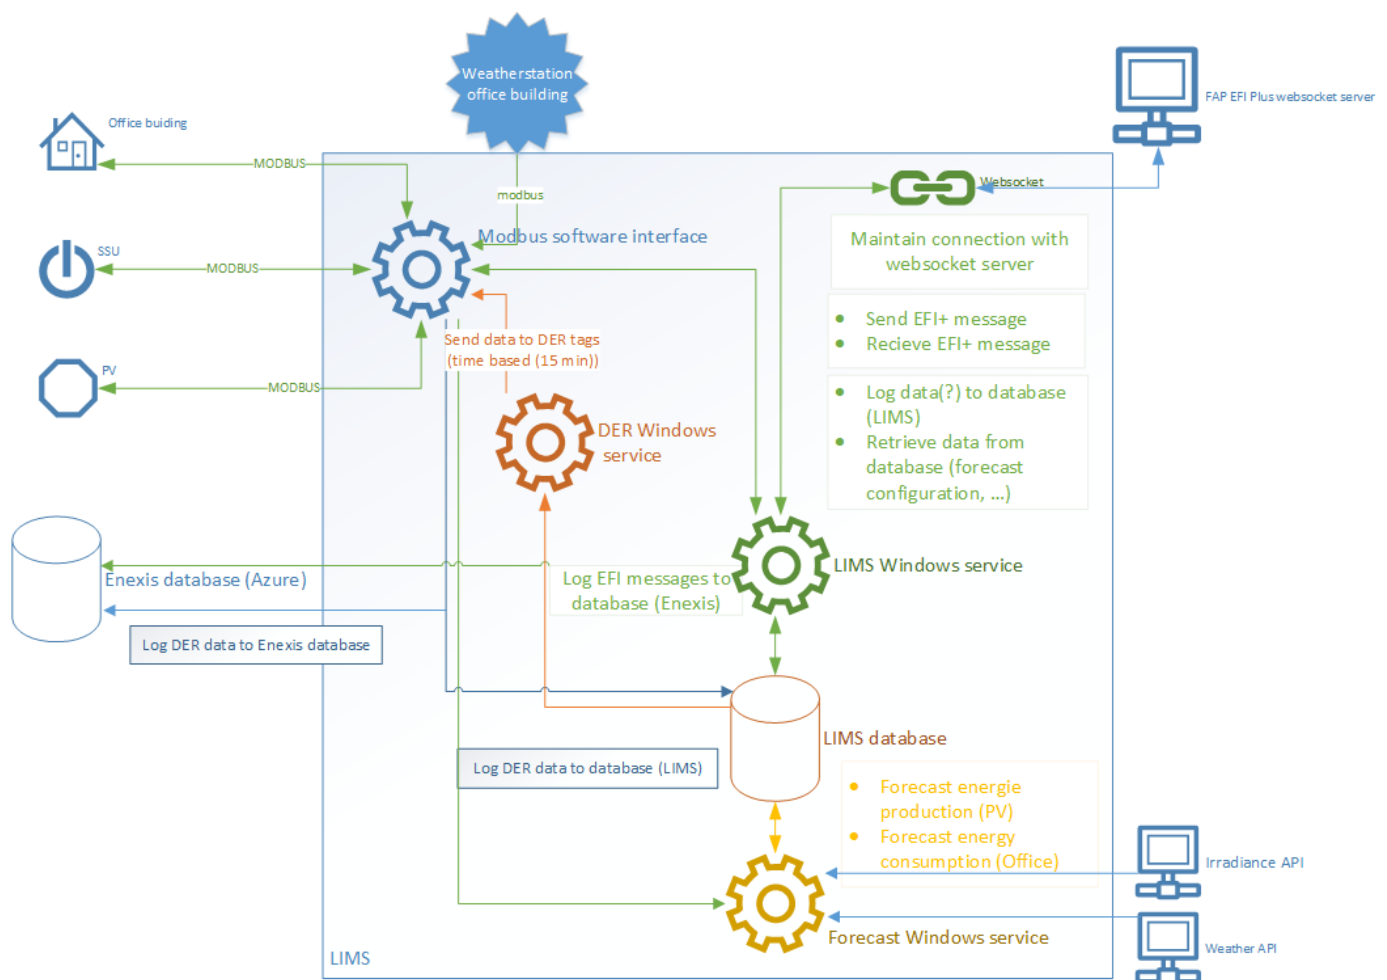 Weatherstation
office building
FAP EFI Plus websocket server
Office buiding
MODBUS
modbus
Websocket
Modbus software interface
Maintain connection with
websocket server
SSU
MODBUS
Send EFI+ message
Recieve EFI+ message
Send data to DER tags
(time based (15 min))
PV
MODBUS
Log data(?) to database
(LIMS)
Retrieve data from
database (forecast
configuration, ...)
DER Windows
service
LIMS Windows service
Enexis database (Azure)
Log EFI messages to
database (Enexis)
Log DER data to Enexis database
LIMS database
Log DER data to database (LIMS)
Forecast energie
production (PV)
Forecast energy
consumption (Office)
Irradiance API
Forecast Windows service
Weather API
LIMS